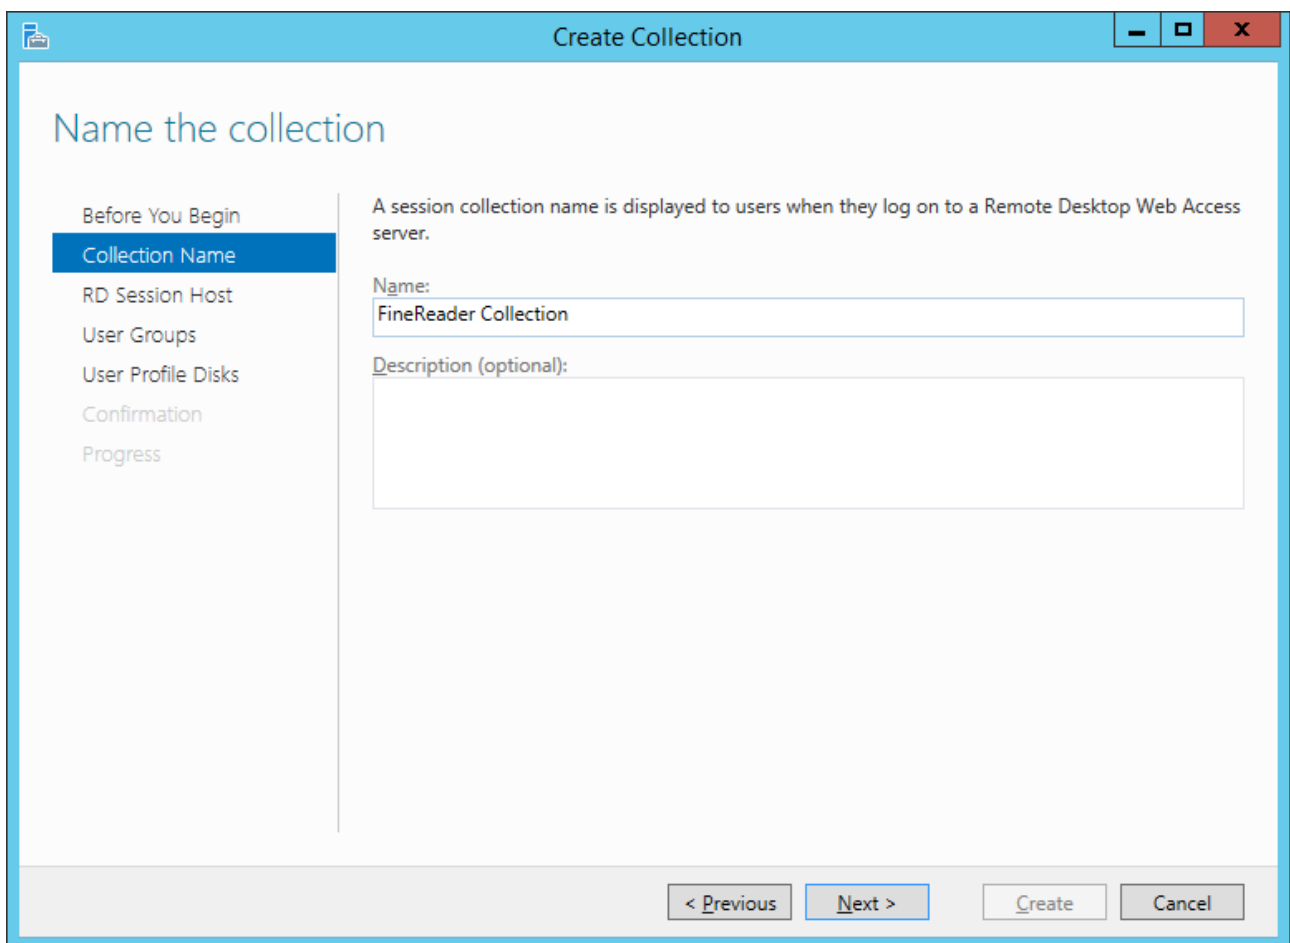 Create Collection
Name the collection
Before You Begin
Collection Name
RD Session Host
User Groups
User Profile Disks
Confirmation
Progress
A session collection name is displayed to users when they log on to a Remote Desktop Web Access
server.
Name:
FineReader Collection
Description (optional):
< Previous
Next >
Create
Cancel